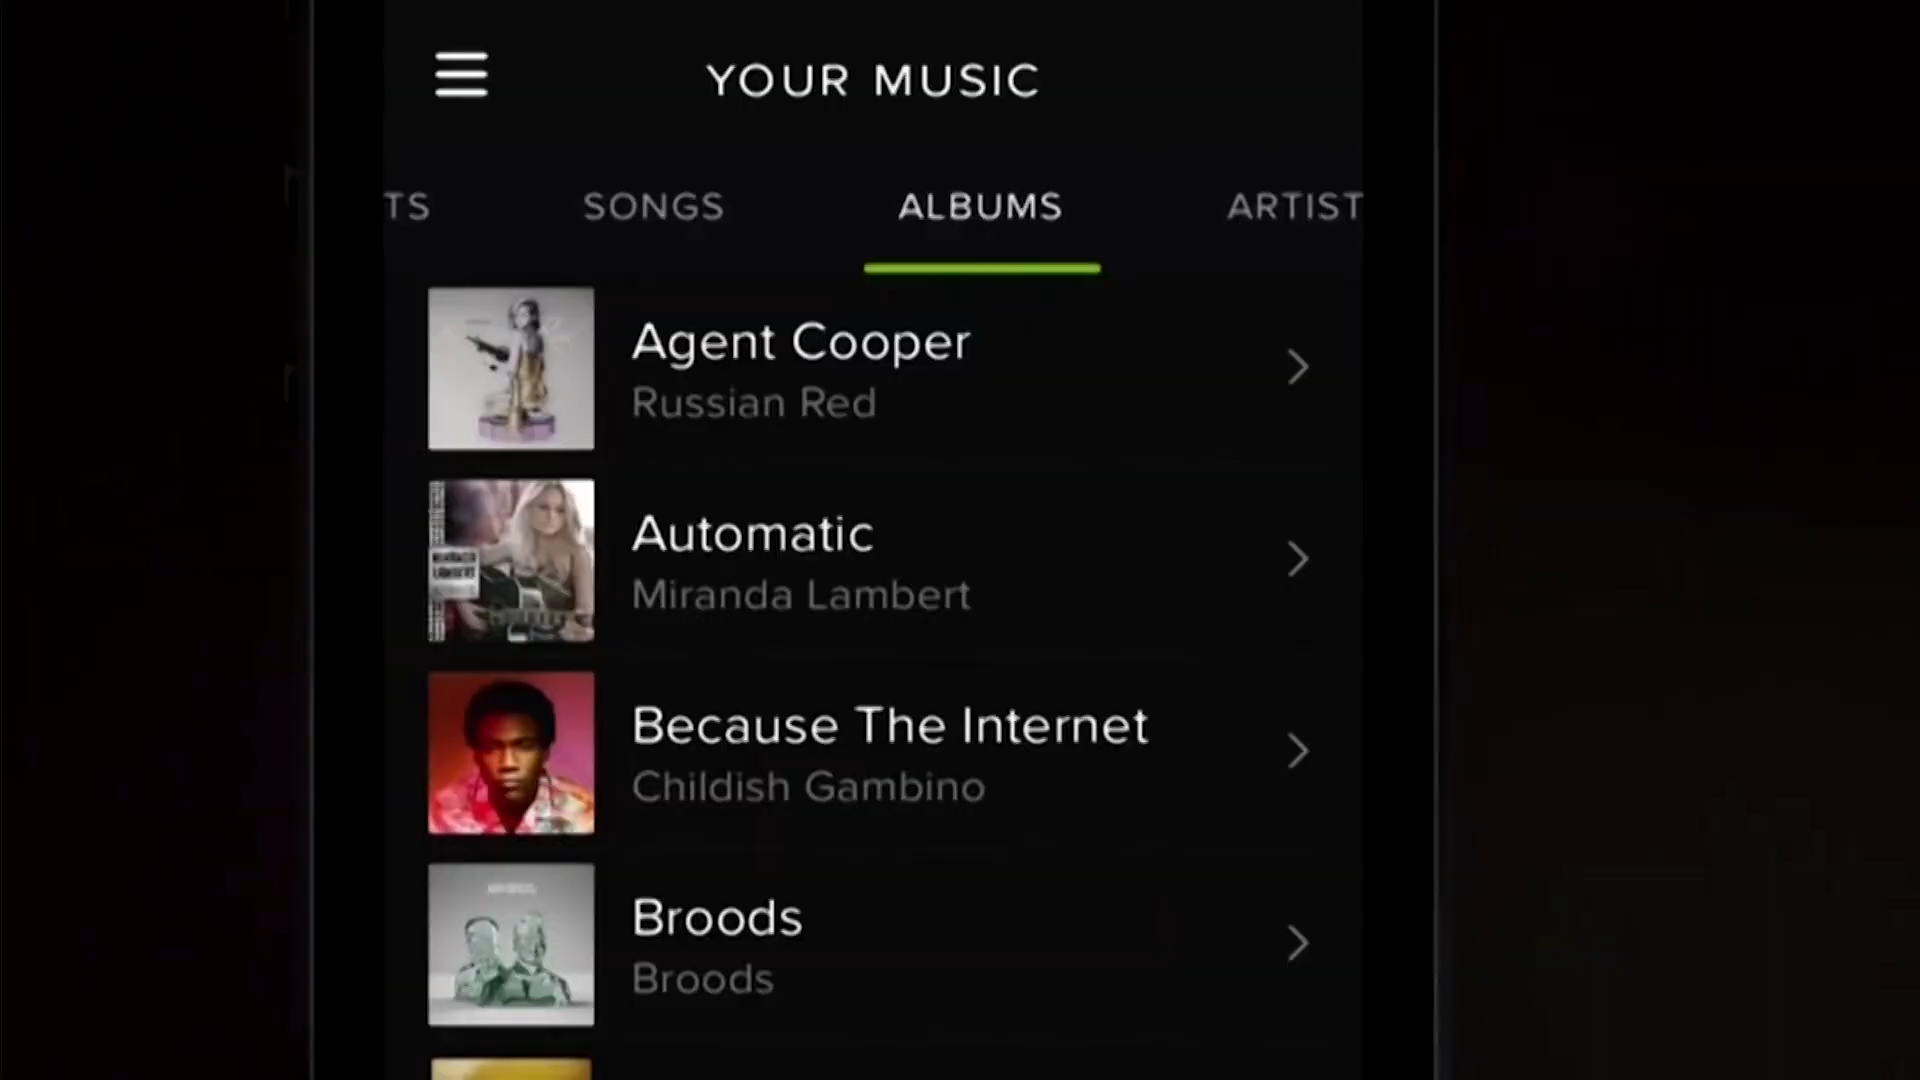 YOUR MUSIC
TS SONGS ALBUMS ARTIST
Agent Cooper
Russian Red
Automatic
Miranda Lambert
Because The Internet
Childish Gambino
Broods
Broods